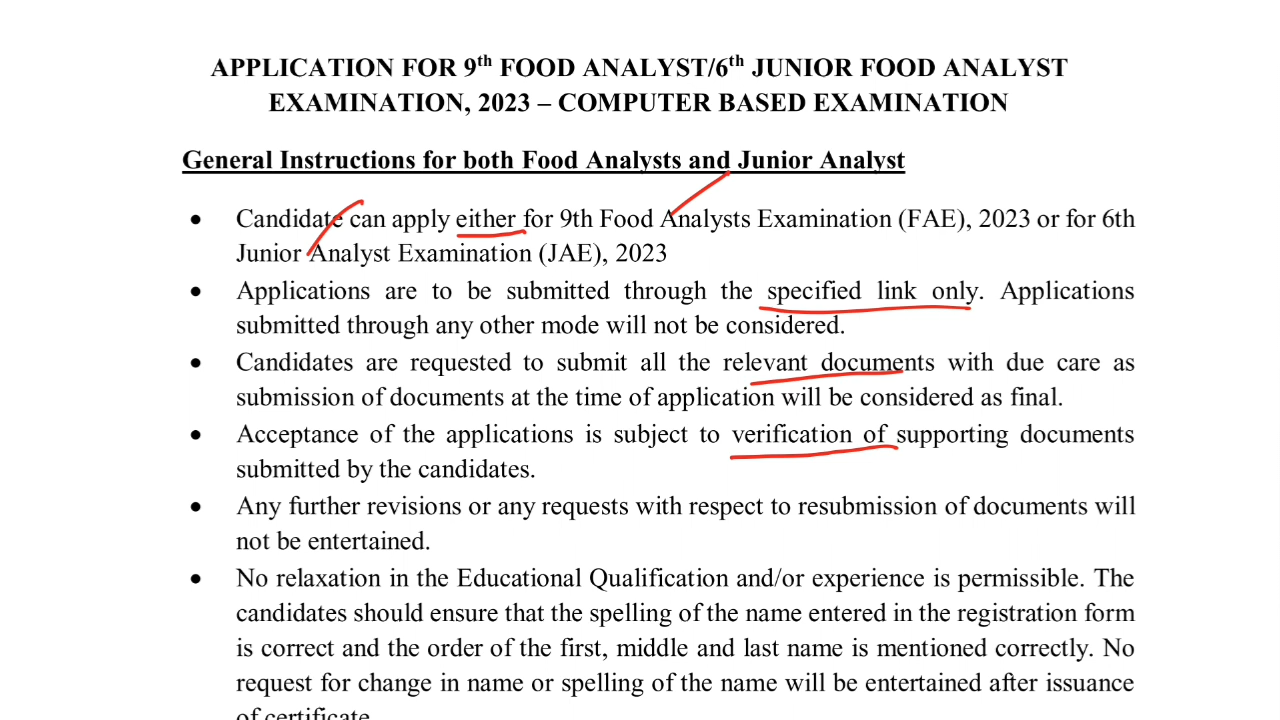 APPLICATION FOR 9th FOOD ANALYST/6th JUNIOR FOOD ANALYST
EXAMINATION, 2023 – COMPUTER BASED EXAMINATION
General Instructions for both Food Analysts and Junior Analyst
• Candidate can apply either for 9th Food Analysts Examination (FAE), 2023 or for 6th
Junior Analyst Examination (JAE), 2023
• Applications are to be submitted through the specified link only. Applications
submitted through any other mode will not be considered.
• Candidates are requested to submit all the relevant documents with due care as
submission of documents at the time of application will be considered as final.
• Acceptance of the applications is subject to verification of supporting documents
submitted by the candidates.
• Any further revisions or any requests with respect to resubmission of documents will
not be entertained.
• No relaxation in the Educational Qualification and/or experience is permissible. The
candidates should ensure that the spelling of the name entered in the registration form
is correct and the order of the first, middle and last name is mentioned correctly. No
request for change in name or spelling of the name will be entertained after issuance
of certificate.